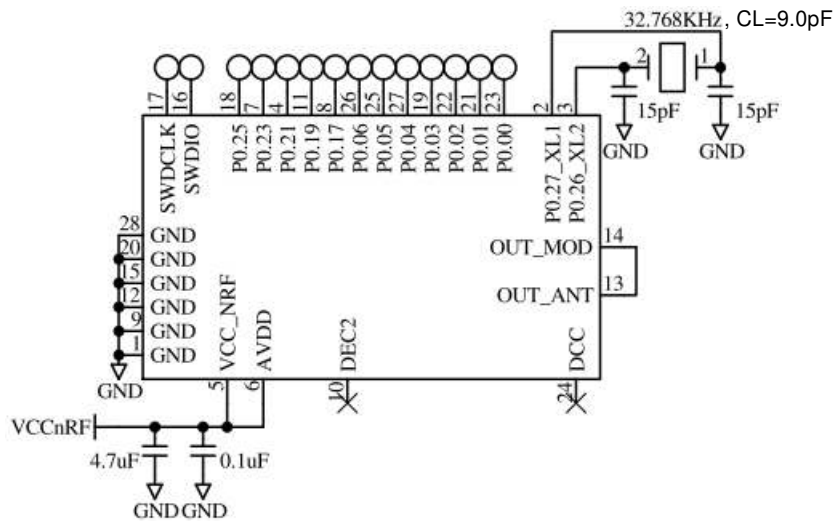 32.768KHz, CL=9.0pF
2 1
17 16 18 7 4 11 8 26 25 27 19 22 21 23 2 3
15pF 15pF
GND GND
SWDCLK SWDIO P0.25 P0.23 P0.21 P0.19 P0.17 P0.06 P0.05 P0.04 P0.03 P0.02 P0.01 P0.00 P0.27_XL1 P0.26_XL2
28 GND
20 GND
OUT_MOD 14
15 GND
12 GND
OUT_ANT 13
9 GND
1 GND
VCC_NRF AVDD DEC2 DCC
GND
5 6 10 24
VCCnRF
4.7uF 0.1uF
GND GND